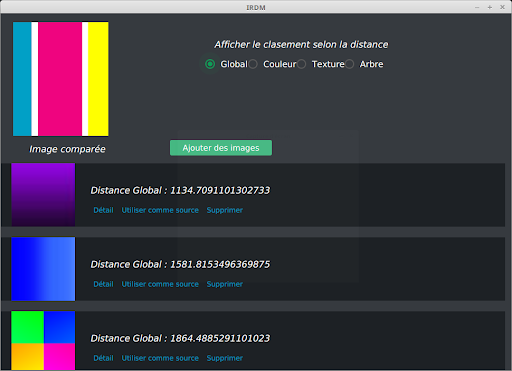 IRDM
Afficher le clasement selon la distance
Global Couleur Texture Arbre
Image comparée
Ajouter des images
Distance Global : 1134.7091101302733
Détail Utiliser comme source Supprimer
Distance Global : 1581.8153496369875
Détail Utiliser comme source Supprimer
Distance Global : 1864.4885291101023
Détail Utiliser comme source Supprimer